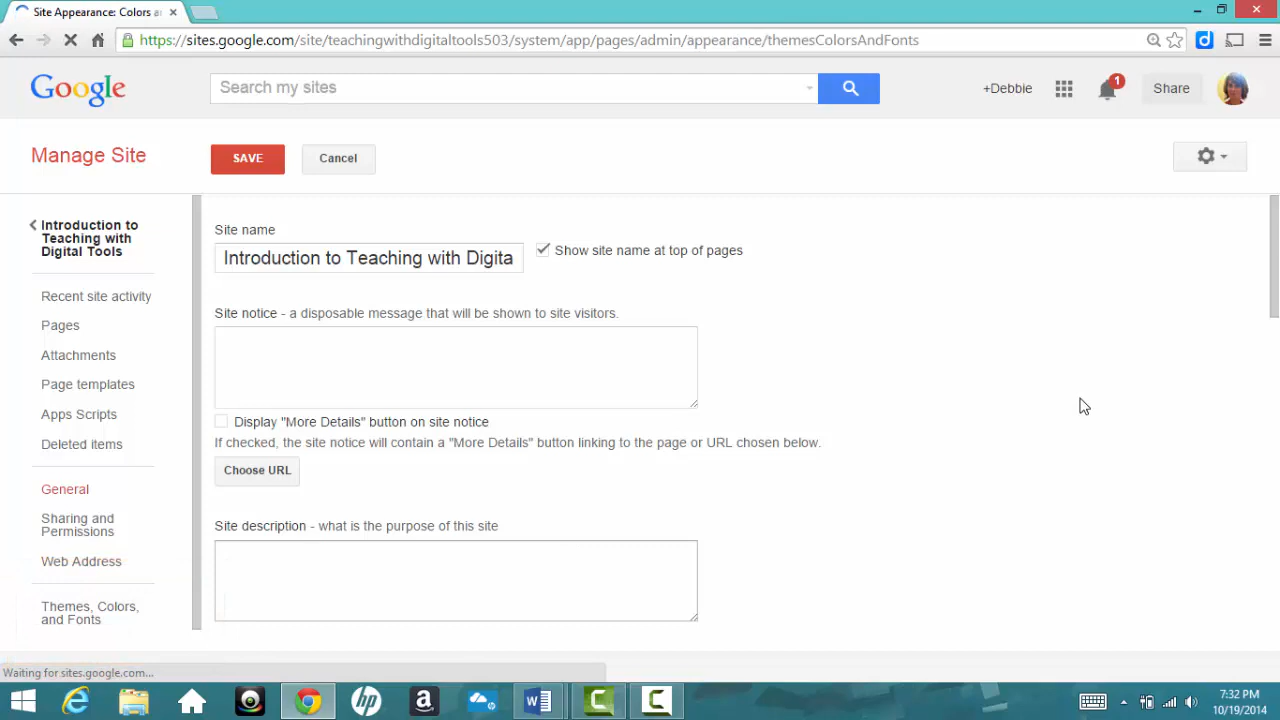 Site Appearance: Colors a
https://sites.google.com/site/teachingwithdigitaltools503/system/app/pages/admin/appearance/themesColorsAndFonts
Google
Search my sites
+Debbie
1
Share
Manage Site
SAVE
Cancel
Introduction to
Teaching with
Digital Tools
Recent site activity
Pages
Attachments
Page templates
Apps Scripts
Deleted items
General
Sharing and
Permissions
Web Address
Themes, Colors,
and Fonts
Site name
Introduction to Teaching with Digita
Show site name at top of pages
Site notice - a disposable message that will be shown to site visitors.
Display "More Details" button on site notice
If checked, the site notice will contain a "More Details" button linking to the page or URL chosen below.
Choose URL
Site description - what is the purpose of this site
Waiting for sites.google.com...
7:32 PM
10/19/2014